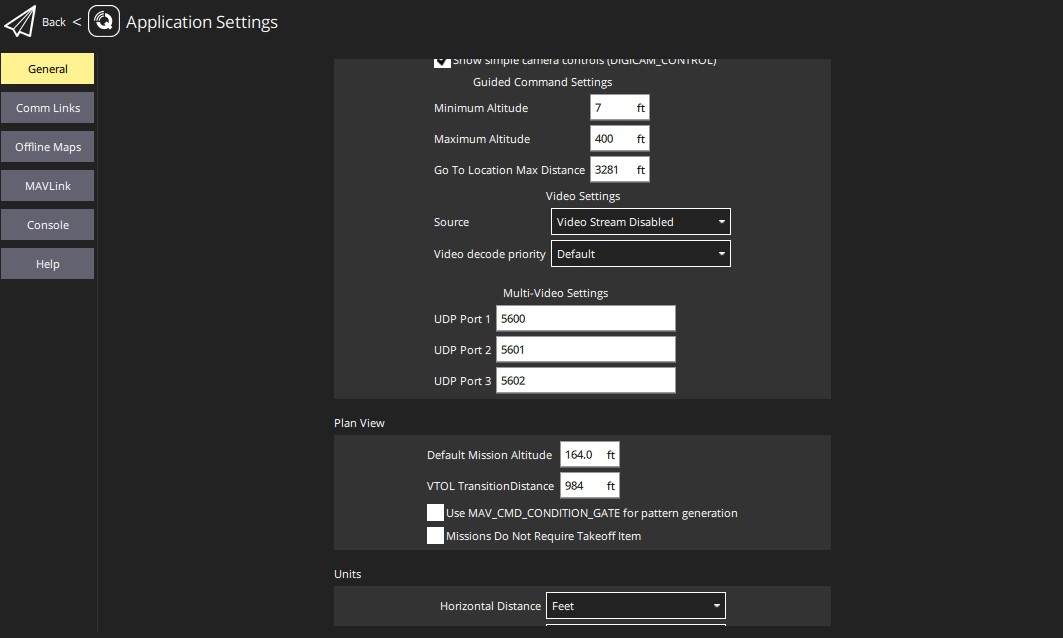 Back < Application Settings
General
Comm Links
Offline Maps
MAVLink
Console
Help
Show simple camera controls (DIGICAM_CONTROL)
Guided Command Settings
Minimum Altitude 7 ft
Maximum Altitude 400 ft
Go To Location Max Distance 3281 ft
Video Settings
Source Video Stream Disabled
Video decode priority Default
Multi-Video Settings
UDP Port 1 5600
UDP Port 2 5601
UDP Port 3 5602
Plan View
Default Mission Altitude 164.0 ft
VTOL TransitionDistance 984 ft
Use MAV_CMD_CONDITION_GATE for pattern generation
Missions Do Not Require Takeoff Item
Units
Horizontal Distance Feet